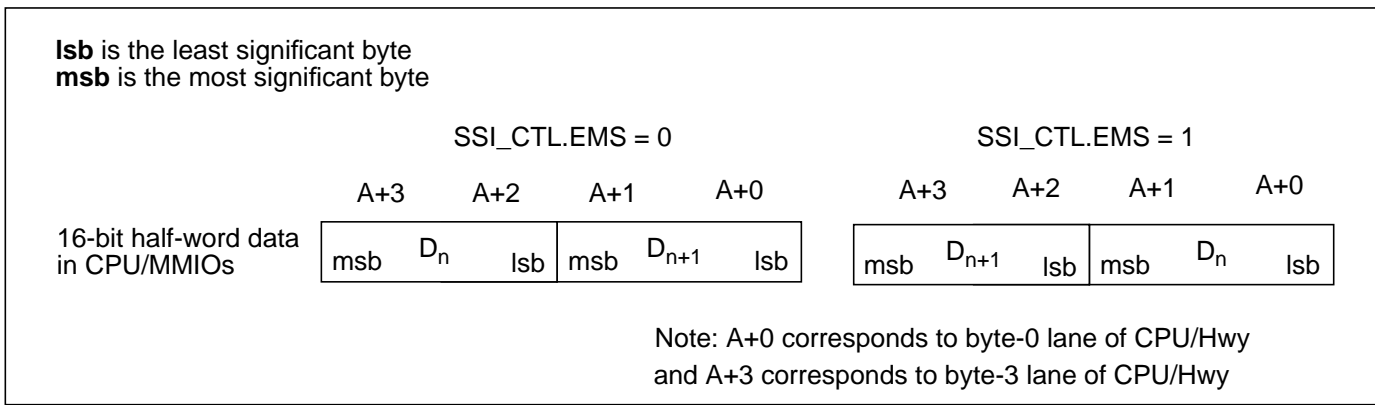 lsb is the least significant byte
msb is the most significant byte
SSI_CTL.EMS = 0 SSI_CTL.EMS = 1
A+3 A+2 A+1 A+0 A+3 A+2 A+1 A+0
16-bit half-word data
in CPU/MMIOs
msb Dn lsb msb Dn+1 lsb msb Dn+1 lsb msb Dn lsb
Note: A+0 corresponds to byte-0 lane of CPU/Hwy
and A+3 corresponds to byte-3 lane of CPU/Hwy